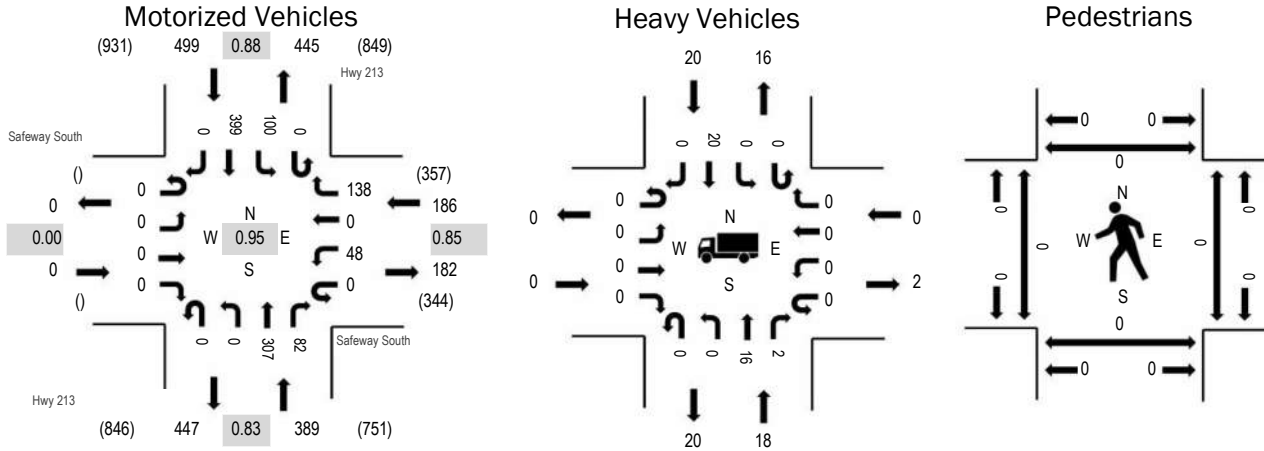 Motorized Vehicles
(931) 499 0.88 445 (849)
Hwy 213
Safeway South
0 399 100 0
() (357)
0 138
0 186
0 0
0.00 W N 0.95 E S 0.85
0 48
0 182
0 0
() (344)
0 0 307 82
Safeway South
Hwy 213
(846) 447 0.83 389 (751)
Heavy Vehicles
20 16
0 20 0 0
0 0
0 0 0 0
N
W E
S
0 0
0 0 0 2
0 0 16 2
20 18
Pedestrians
0 0
0
N
0 0
W E
0 0
S
0 0
0
0 0